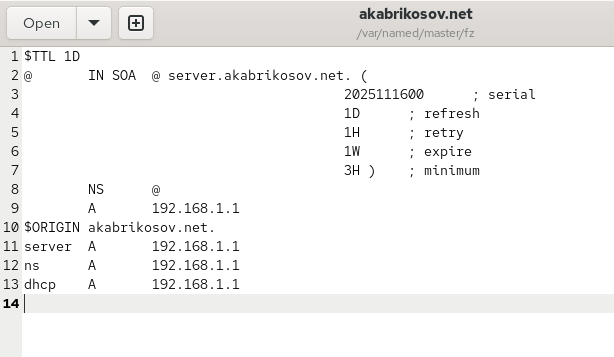 Open
akabrikosov.net
/var/named/master/fz
1 $TTL 1D
2 @ IN SOA @ server.akabrikosov.net. (
3 2025111600 ; serial
4 1D ; refresh
5 1H ; retry
6 1W ; expire
7 3H ) ; minimum
8 NS @
9 A 192.168.1.1
10 $ORIGIN akabrikosov.net.
11 server A 192.168.1.1
12 ns A 192.168.1.1
13 dhcp A 192.168.1.1
14